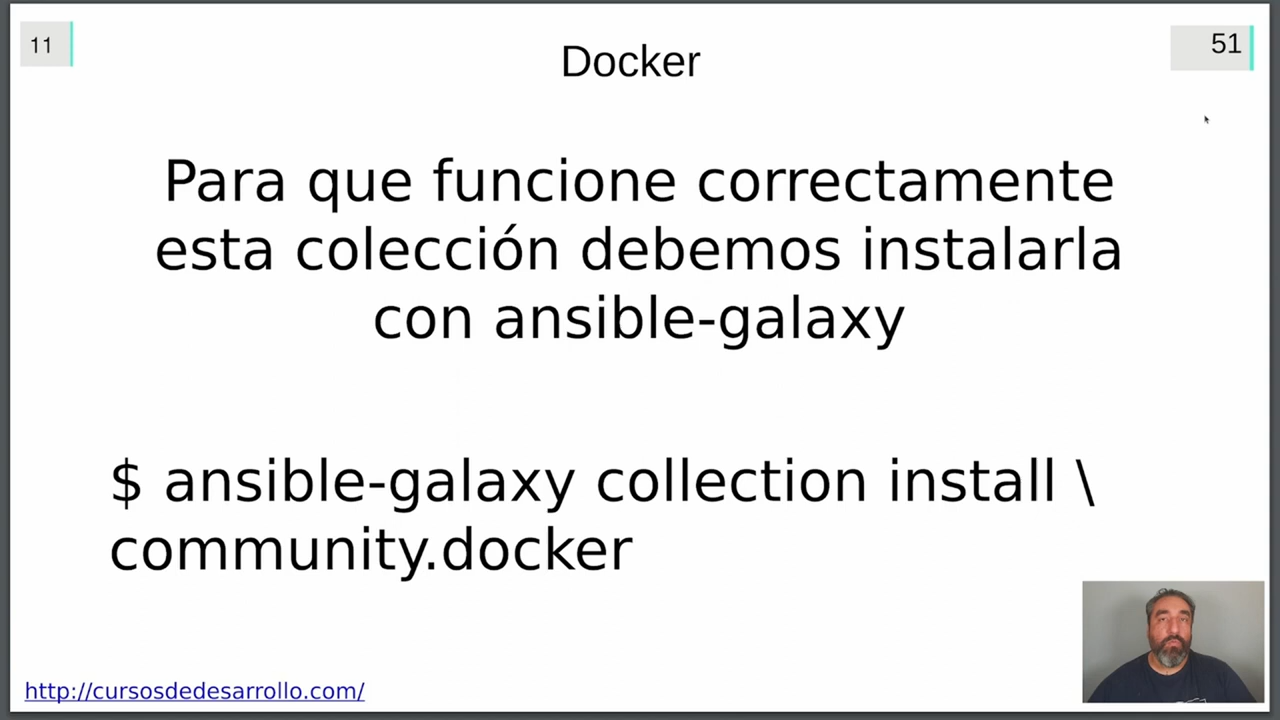 11
Docker
51
Para que funcione correctamente
esta colección debemos instalarla
con ansible-galaxy
$ ansible-galaxy collection install \
community.docker
http://cursosdedesarrollo.com/